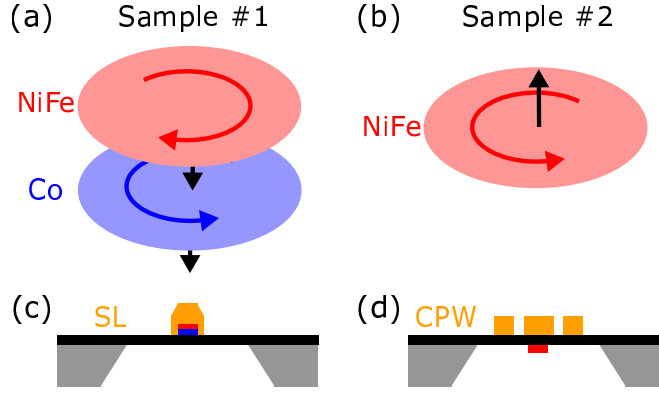 (a) Sample #1
NiFe
Co
(b) Sample #2
NiFe
(c) SL
(d) CPW